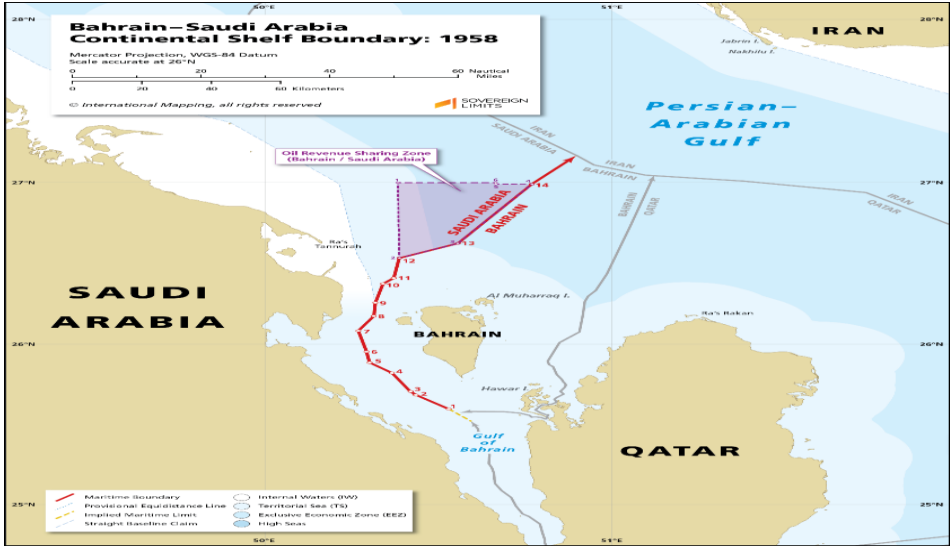 50°E
51°E
28°N
28°N
Bahrain–Saudi Arabia
Continental Shelf Boundary: 1958
Mercator Projection, WGS-84 Datum
Scale accurate at 26°N
0 20 40 60 Nautical Miles
0 20 40 60 Kilometers
© International Mapping, all rights reserved
SOVEREIGN
LIMITS
IRAN
Jabrin I.
Nakhilu I.
Persian–
Arabian
Gulf
IRAN
SAUDI ARABIA
IRAN
BAHRAIN
IRAN
QATAR
BAHRAIN
QATAR
Oil Revenue Sharing Zone
(Bahrain / Saudi Arabia)
27°N
27°N
14
SAUDI ARABIA
BAHRAIN
13
12
11
10
9
8
7
6
5
4
3
2
1
Ra's
Tannurah
SAUDI
ARABIA
Al Muharraq I.
BAHRAIN
Ra's Rakan
26°N
26°N
Hawar I.
Gulf
of
Bahrain
QATAR
25°N
25°N
Maritime Boundary
Provisional Equidistance Line
Implied Maritime Limit
Straight Baseline Claim
Internal Waters (IW)
Territorial Sea (TS)
Exclusive Economic Zone (EEZ)
High Seas
50°E
51°E